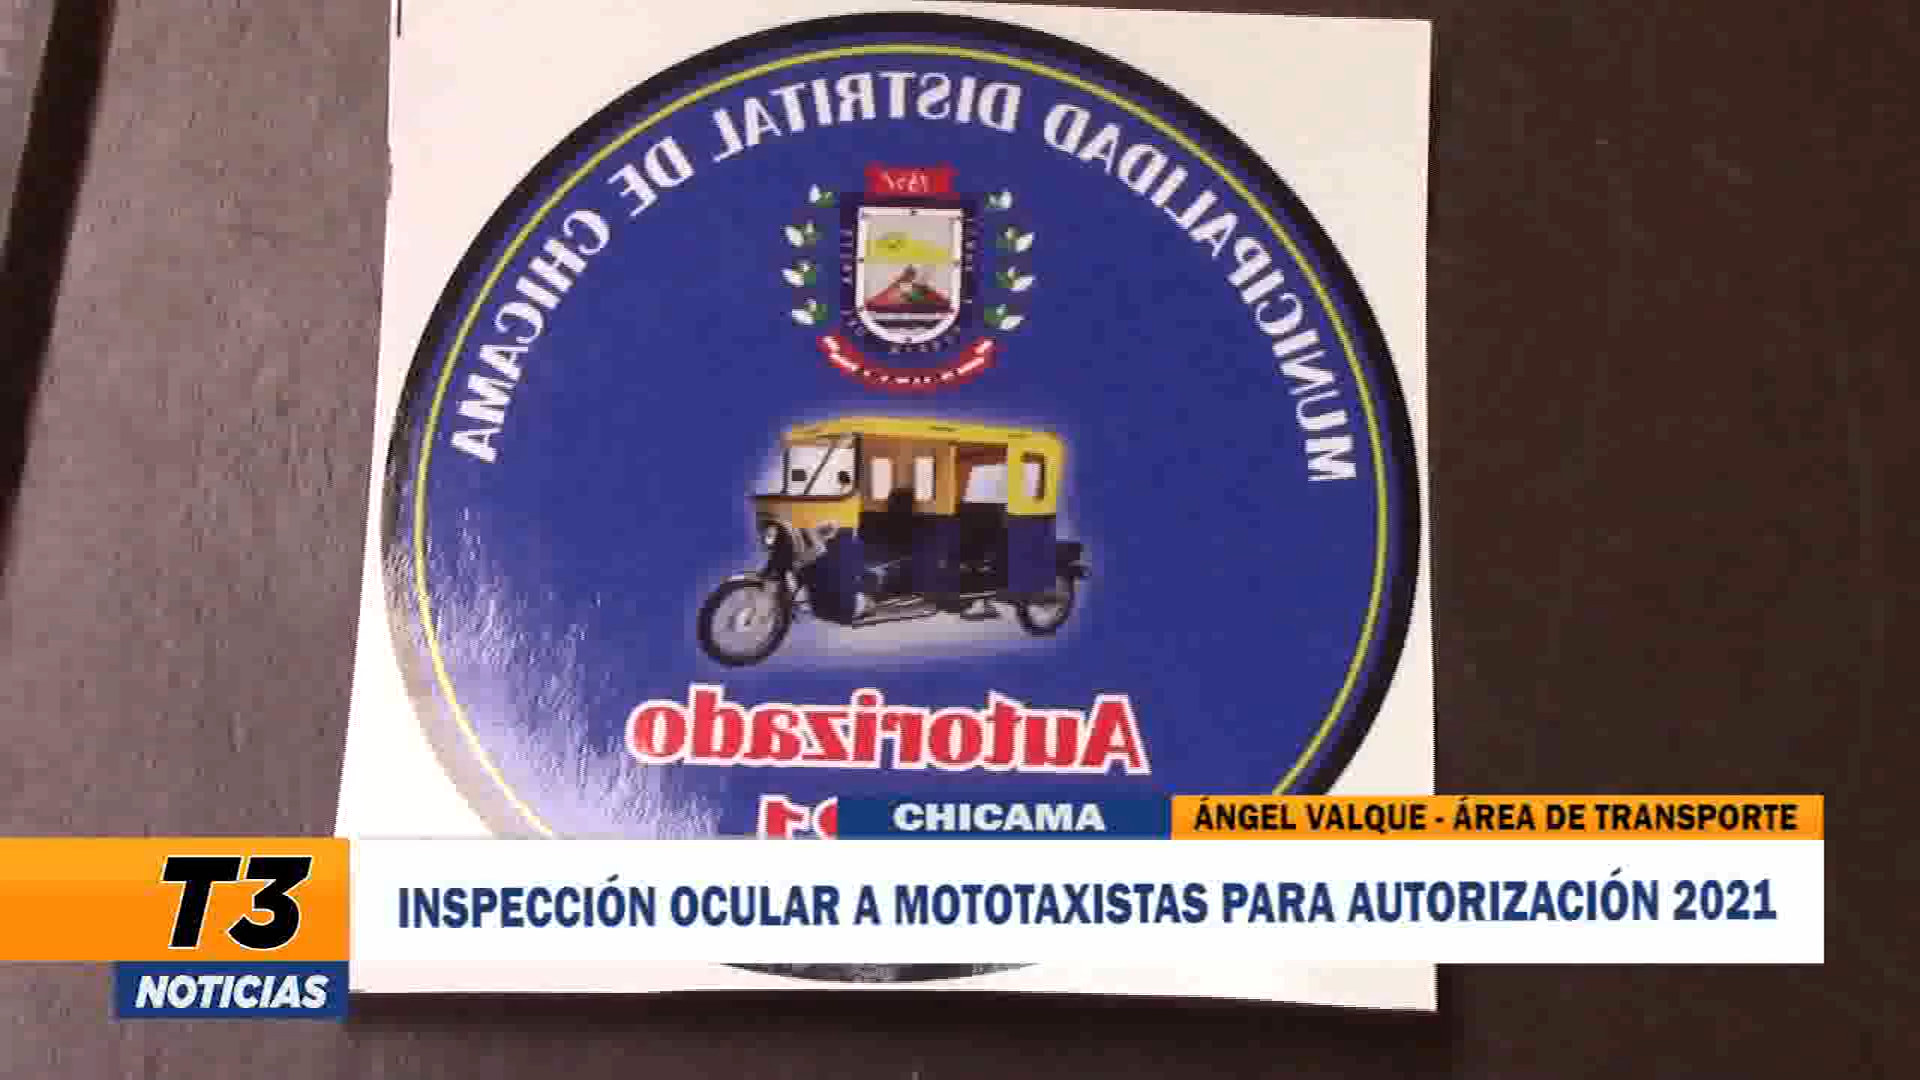 MUNICIPALIDAD DISTRITAL DE CHICAMA
Autorizado
CHICAMA
ÁNGEL VALQUE - ÁREA DE TRANSPORTE
T3
INSPECCIÓN OCULAR A MOTOTAXISTAS PARA AUTORIZACIÓN 2021
NOTICIAS